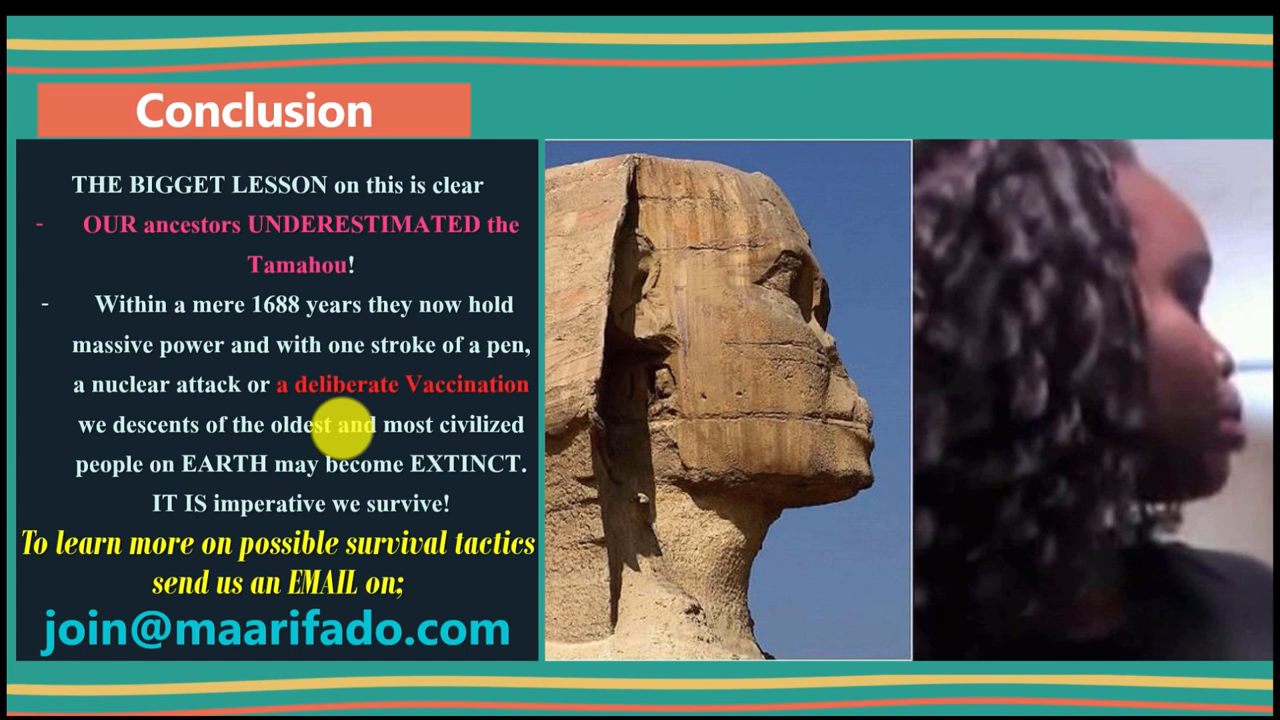 Conclusion
THE BIGGET LESSON on this is clear
- OUR ancestors UNDERESTIMATED the
Tamahou!
- Within a mere 1688 years they now hold
massive power and with one stroke of a pen,
a nuclear attack or a deliberate Vaccination
we descents of the oldest and most civilized
people on EARTH may become EXTINCT.
IT IS imperative we survive!
To learn more on possible survival tactics
send us an EMAIL on;
join@maarifado.com